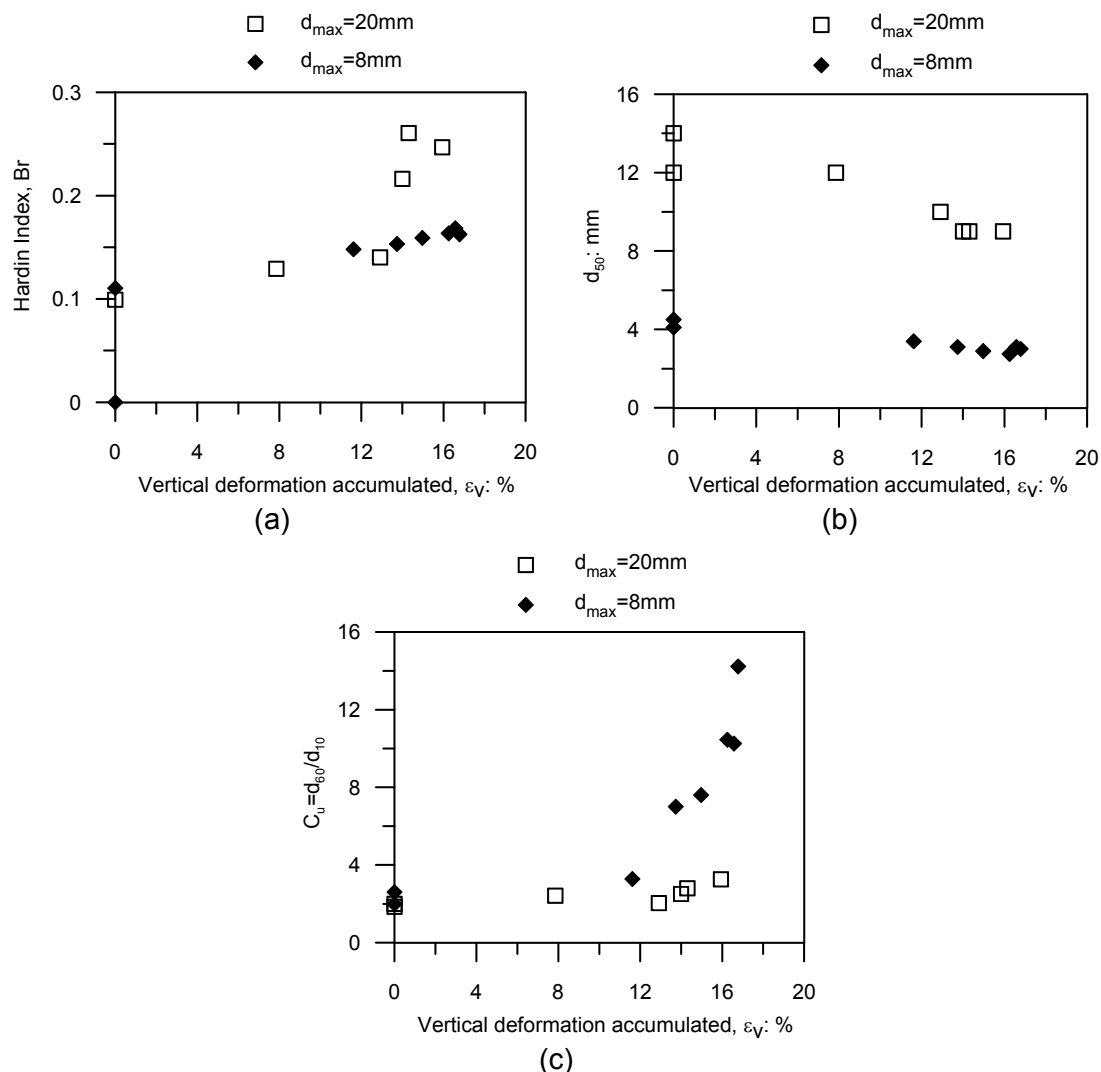 d_max=20mm
d_max=8mm
0.3
0.2
0.1
0
Hardin Index, Br
0 4 8 12 16 20
Vertical deformation accumulated, εv: %
(a)
d_max=20mm
d_max=8mm
16
12
8
4
0
d_50: mm
0 4 8 12 16 20
Vertical deformation accumulated, εv: %
(b)
d_max=20mm
d_max=8mm
16
12
8
4
0
C_u=d_60/d_10
0 4 8 12 16 20
Vertical deformation accumulated, εv: %
(c)